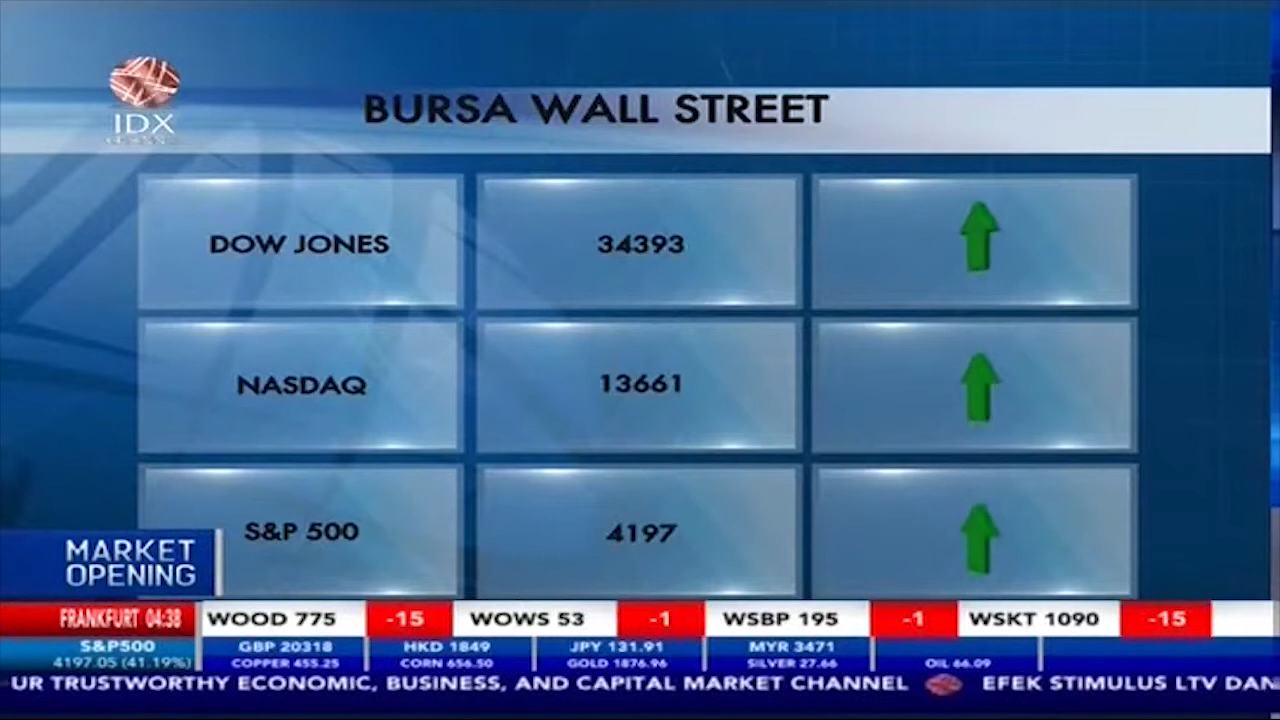 IDX
BURSA WALL STREET
DOW JONES 34393
NASDAQ 13661
S&P 500 4197
MARKET
OPENING
FRANKFURT 04:38 WOOD 775 -15 WOWS 53 -1 WSBP 195 -1 WSKT 1090 -15
S&P500 GBP 20318 HKD 1849 JPY 131.91 MYR 3471
4197.05 (41.19%) COPPER 455.25 CORN 656.50 GOLD 1876.96 SILVER 27.66 OIL 66.09
UR TRUSTWORTHY ECONOMIC, BUSINESS, AND CAPITAL MARKET CHANNEL EFEK STIMULUS LTV DAN